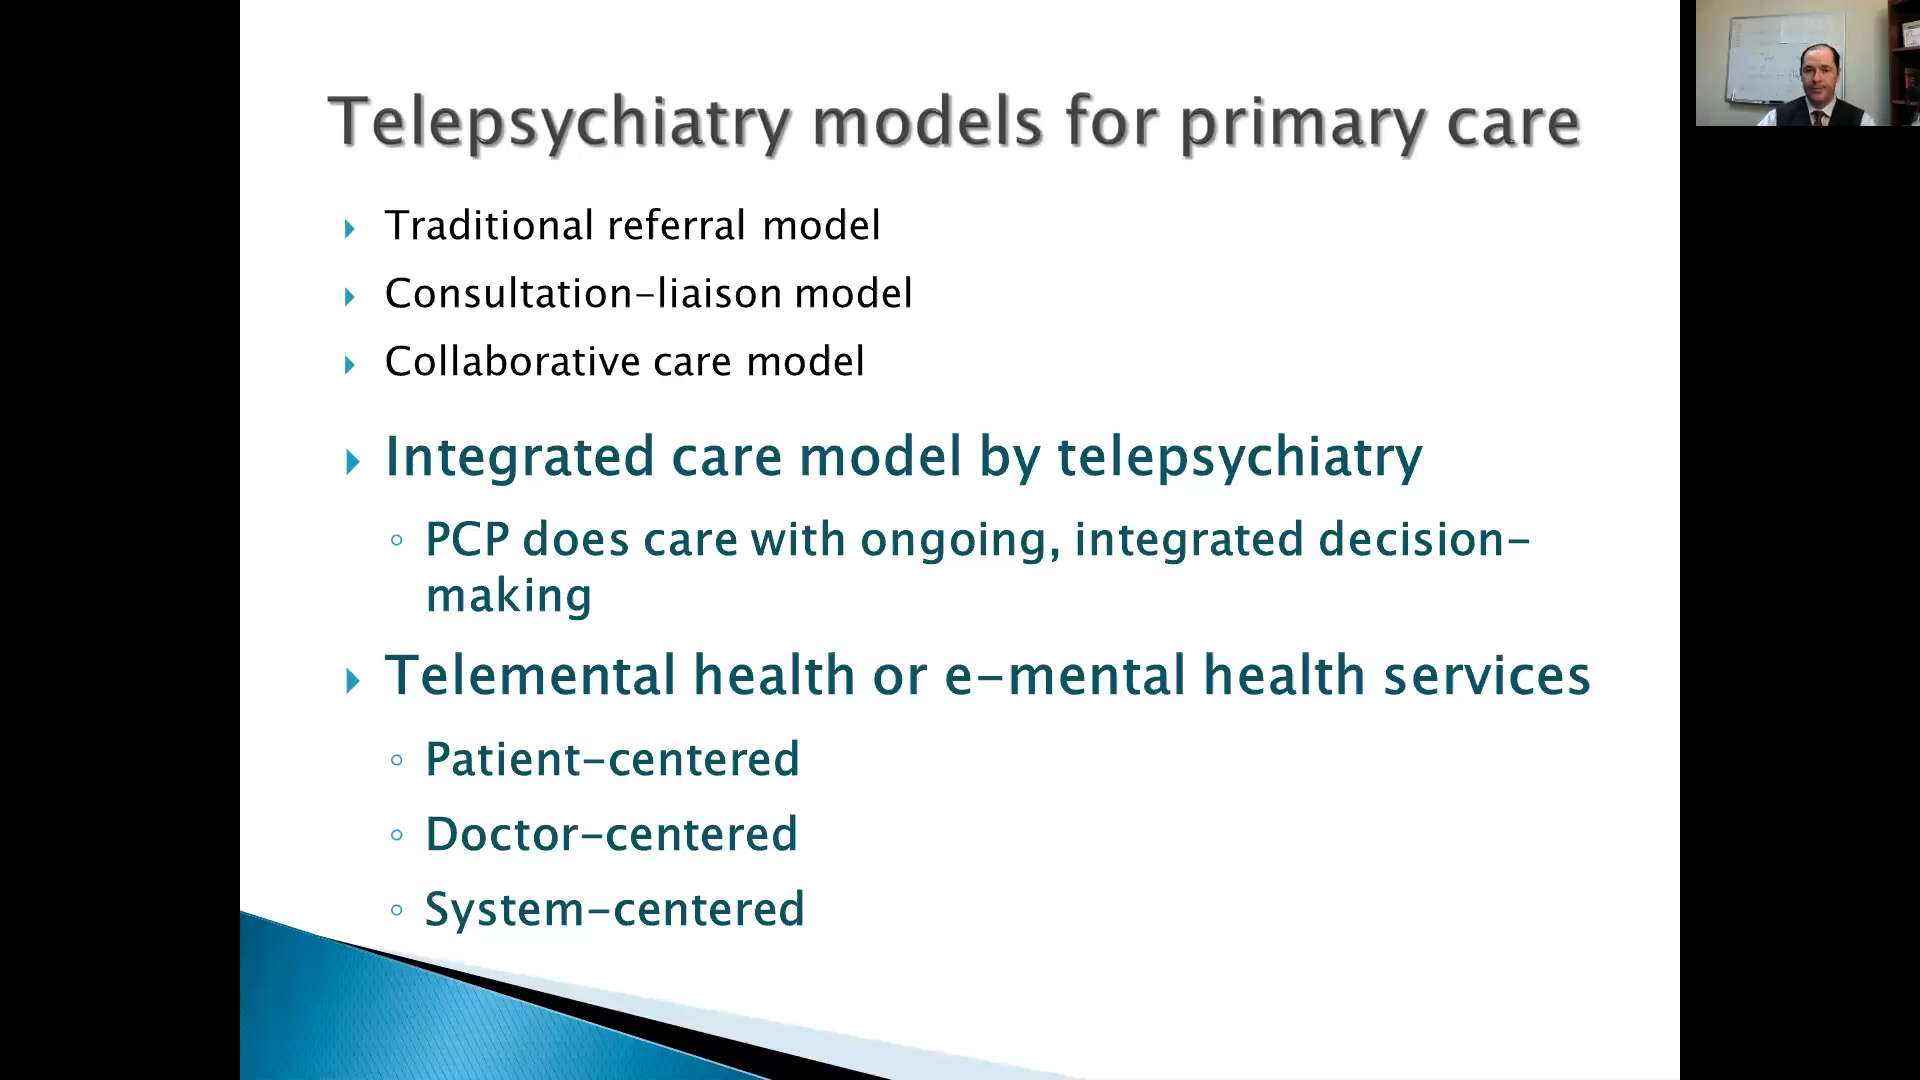 Telepsychiatry models for primary care
Traditional referral model
Consultation-liaison model
Collaborative care model
Integrated care model by telepsychiatry
PCP does care with ongoing, integrated decision-
making
Telemental health or e-mental health services
Patient-centered
Doctor-centered
System-centered